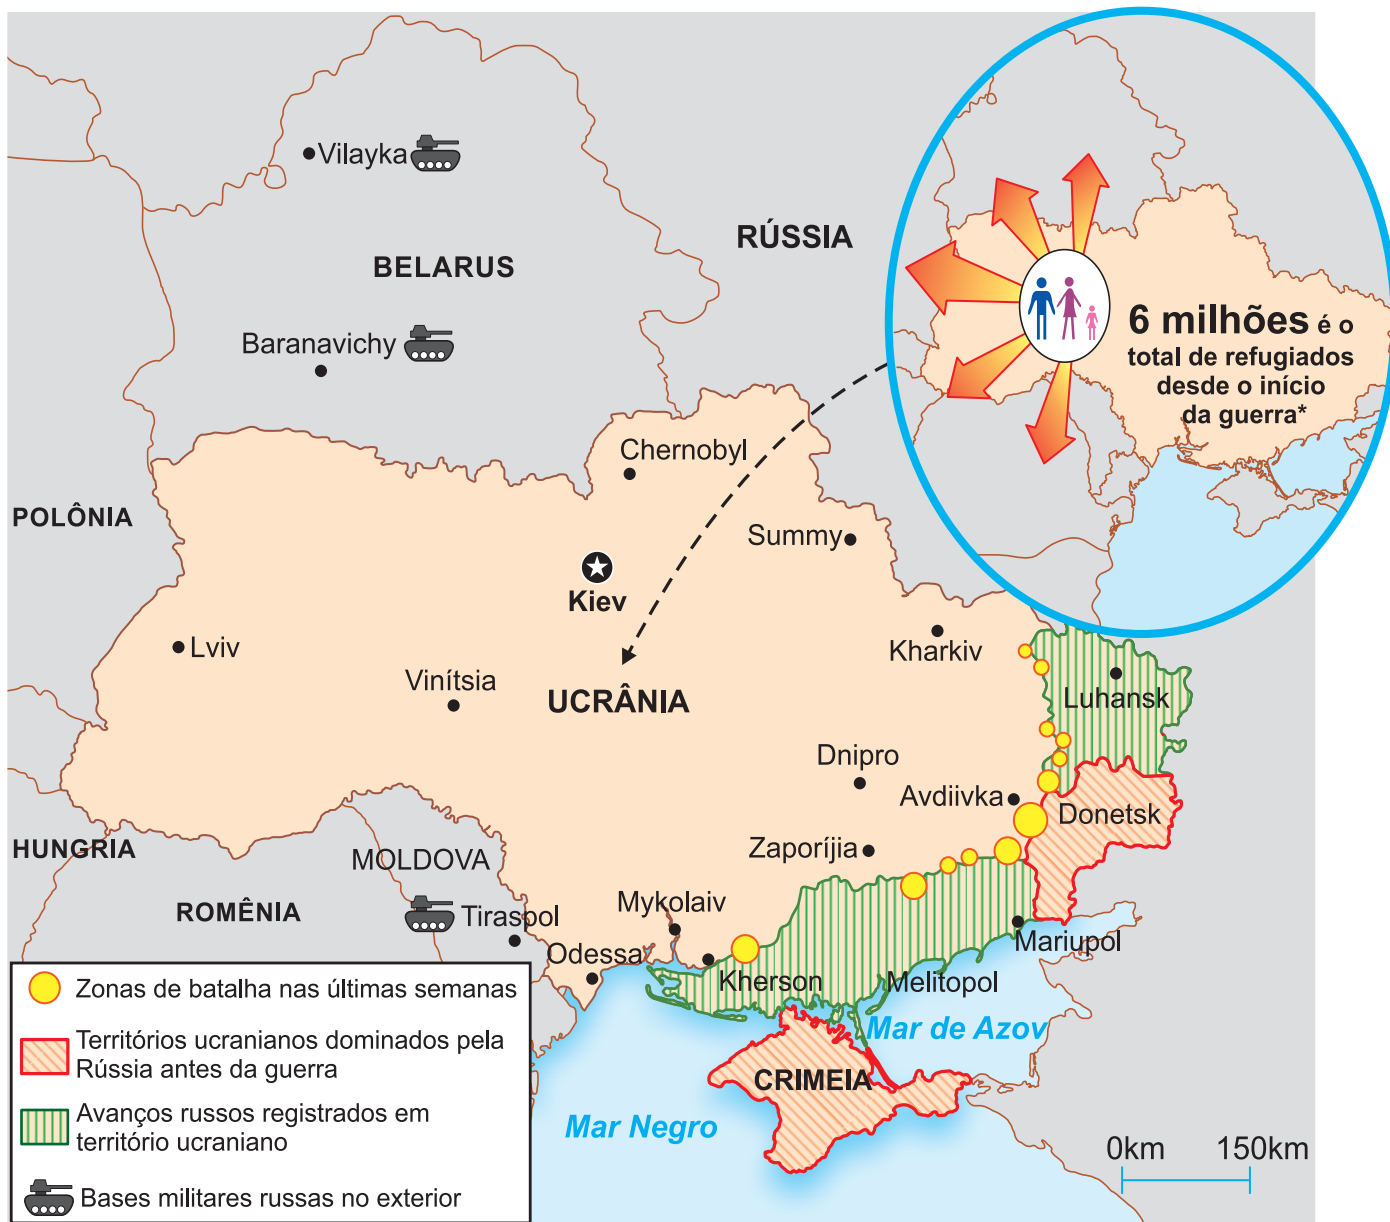 Vilayka
RÚSSIA
BELARUS
Baranavichy
6 milhões é o
total de refugiados
desde o início
da guerra*
Chernobyl
POLÔNIA
Summy
Kiev
Lviv
Kharkiv
Vinítsia
UCRÂNIA
Luhansk
Dnipro
Avdiivka
Donetsk
HUNGRIA
MOLDOVA
Zaporíjia
ROMÊNIA
Tiraspol
Mykolaiv
Mariupol
Odessa
Kherson
Melitopol
Mar de Azov
CRIMEIA
Mar Negro
Zonas de batalha nas últimas semanas
Territórios ucranianos dominados pela
Rússia antes da guerra
Avanços russos registrados em
território ucraniano
Bases militares russas no exterior
0km 150km